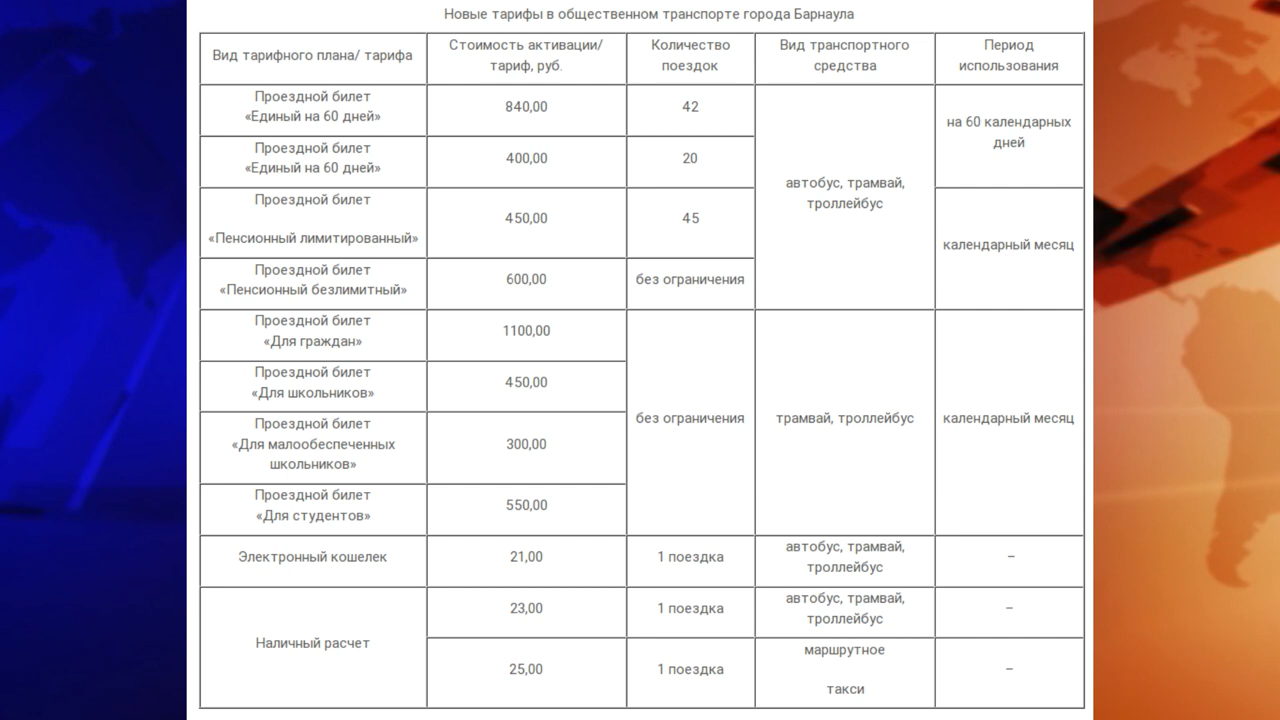 Новые тарифы в общественном транспорте города Барнаула
Вид тарифного плана/ тарифа
Стоимость активации/
тариф, руб.
Количество
поездок
Вид транспортного
средства
Период
использования
Проездной билет
«Единый на 60 дней»
840,00
42
автобус, трамвай,
троллейбус
на 60 календарных
дней
Проездной билет
«Единый на 60 дней»
400,00
20
Проездной билет
«Пенсионный лимитированный»
450,00
45
календарный месяц
Проездной билет
«Пенсионный безлимитный»
600,00
без ограничения
Проездной билет
«Для граждан»
1100,00
без ограничения
трамвай, троллейбус
календарный месяц
Проездной билет
«Для школьников»
450,00
Проездной билет
«Для малообеспеченных
школьников»
300,00
Проездной билет
«Для студентов»
550,00
Электронный кошелек
21,00
1 поездка
автобус, трамвай,
троллейбус
–
Наличный расчет
23,00
1 поездка
автобус, трамвай,
троллейбус
–
25,00
1 поездка
маршрутное
такси
–